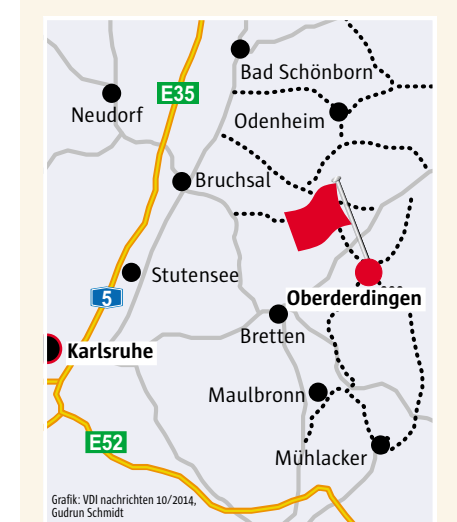 Bad Schönborn
E35
Neudorf
Odenheim
Bruchsal
Stutensee
5
Oberderdingen
Bretten
Karlsruhe
Maulbronn
E52
Mühlacker
Grafik: VDI nachrichten 10/2014,
Gudrun Schmidt